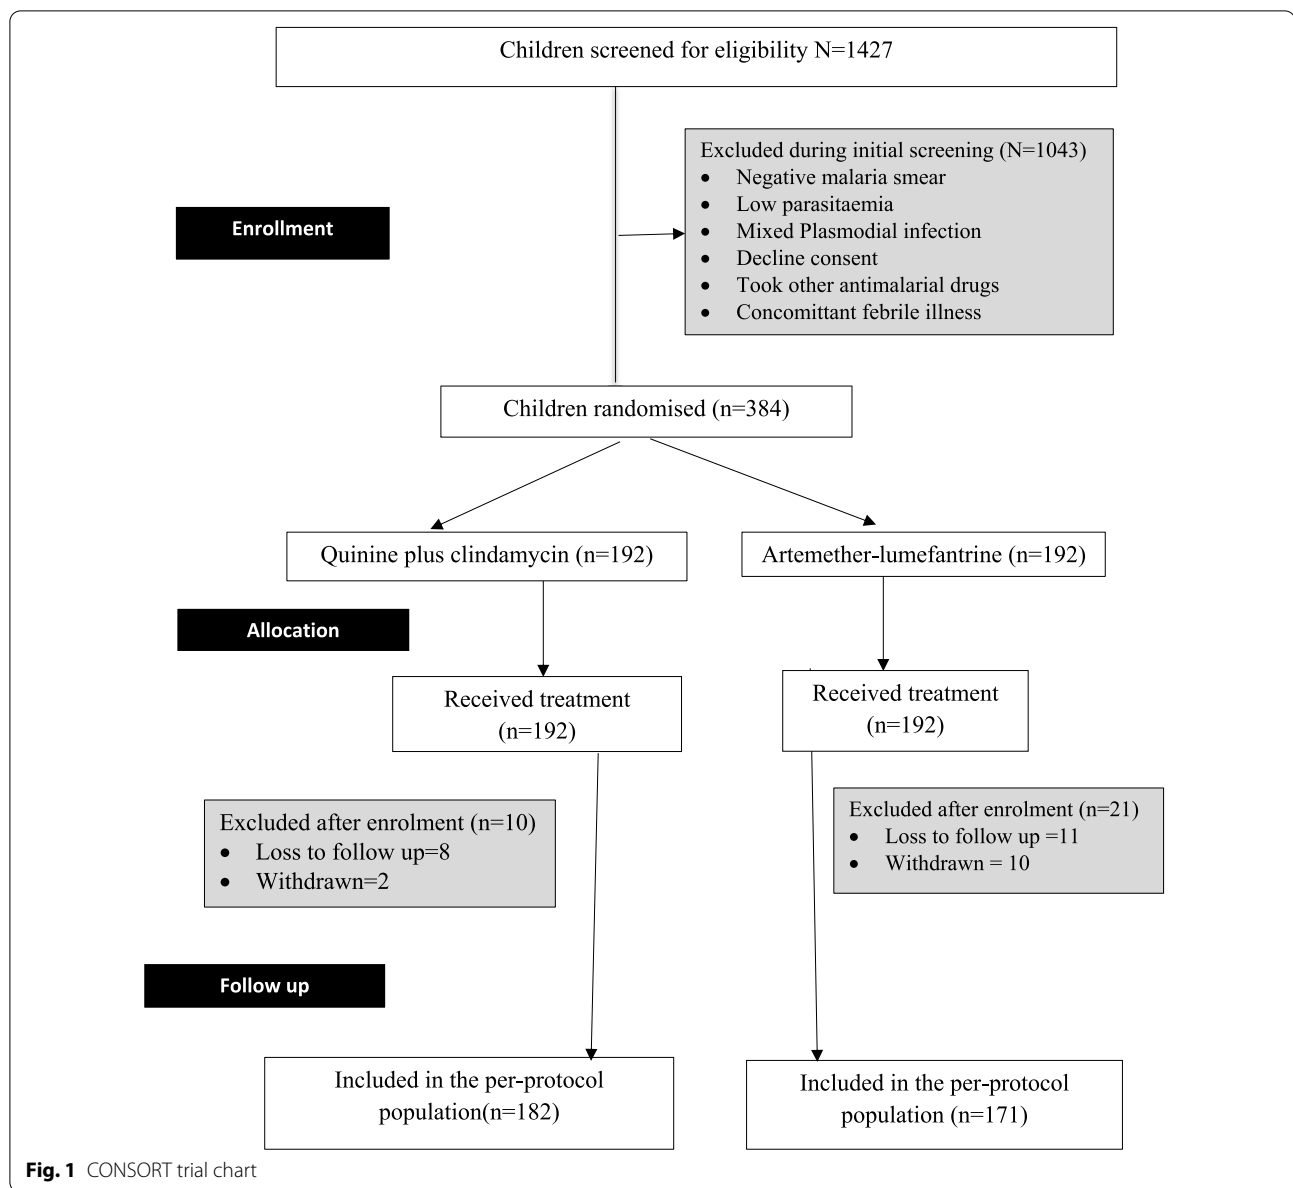 Children screened for eligibility N=1427
Excluded during initial screening (N=1043)
• Negative malaria smear
• Low parasitaemia
• Mixed Plasmodial infection
• Decline consent
• Took other antimalarial drugs
• Concomittant febrile illness
Enrollment
Children randomised (n=384)
Quinine plus clindamycin (n=192)
Artemether-lumefantrine (n=192)
Allocation
Received treatment
(n=192)
Received treatment
(n=192)
Excluded after enrolment (n=10)
• Loss to follow up=8
• Withdrawn=2
Excluded after enrolment (n=21)
• Loss to follow up =11
• Withdrawn = 10
Follow up
Included in the per-protocol
population(n=182)
Included in the per-protocol
population (n=171)
Fig. 1 CONSORT trial chart